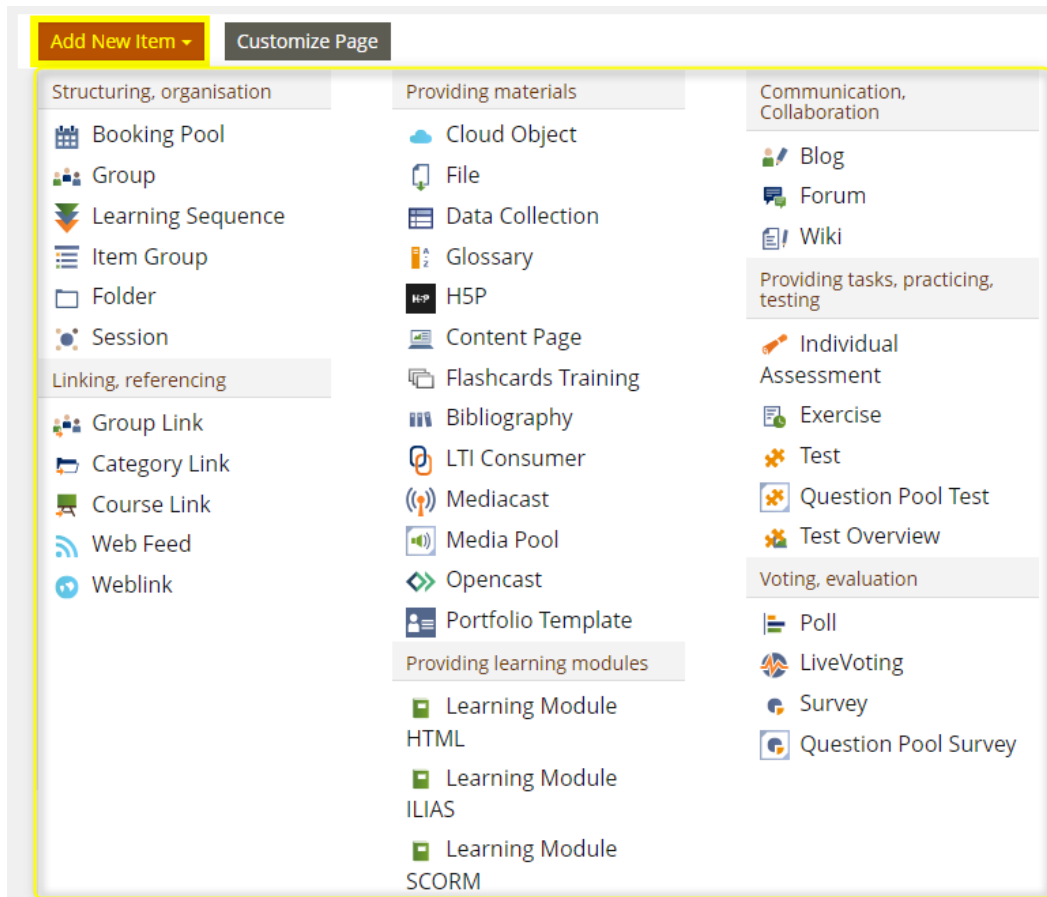 Add New Item
Customize Page
Structuring, organisation
Booking Pool
Group
Learning Sequence
Item Group
Folder
Session
Linking, referencing
Group Link
Category Link
Course Link
Web Feed
Weblink
Providing materials
Cloud Object
File
Data Collection
A
Z
Glossary
H5P
H5P
Content Page
Flashcards Training
Bibliography
LTI Consumer
Mediacast
Media Pool
Opencast
Portfolio Template
Providing learning modules
Learning Module
HTML
Learning Module
ILIAS
Learning Module
SCORM
Communication,
Collaboration
Blog
Forum
Wiki
Providing tasks, practicing,
testing
Individual
Assessment
Exercise
Test
Question Pool Test
Test Overview
Voting, evaluation
Poll
LiveVoting
Survey
Question Pool Survey